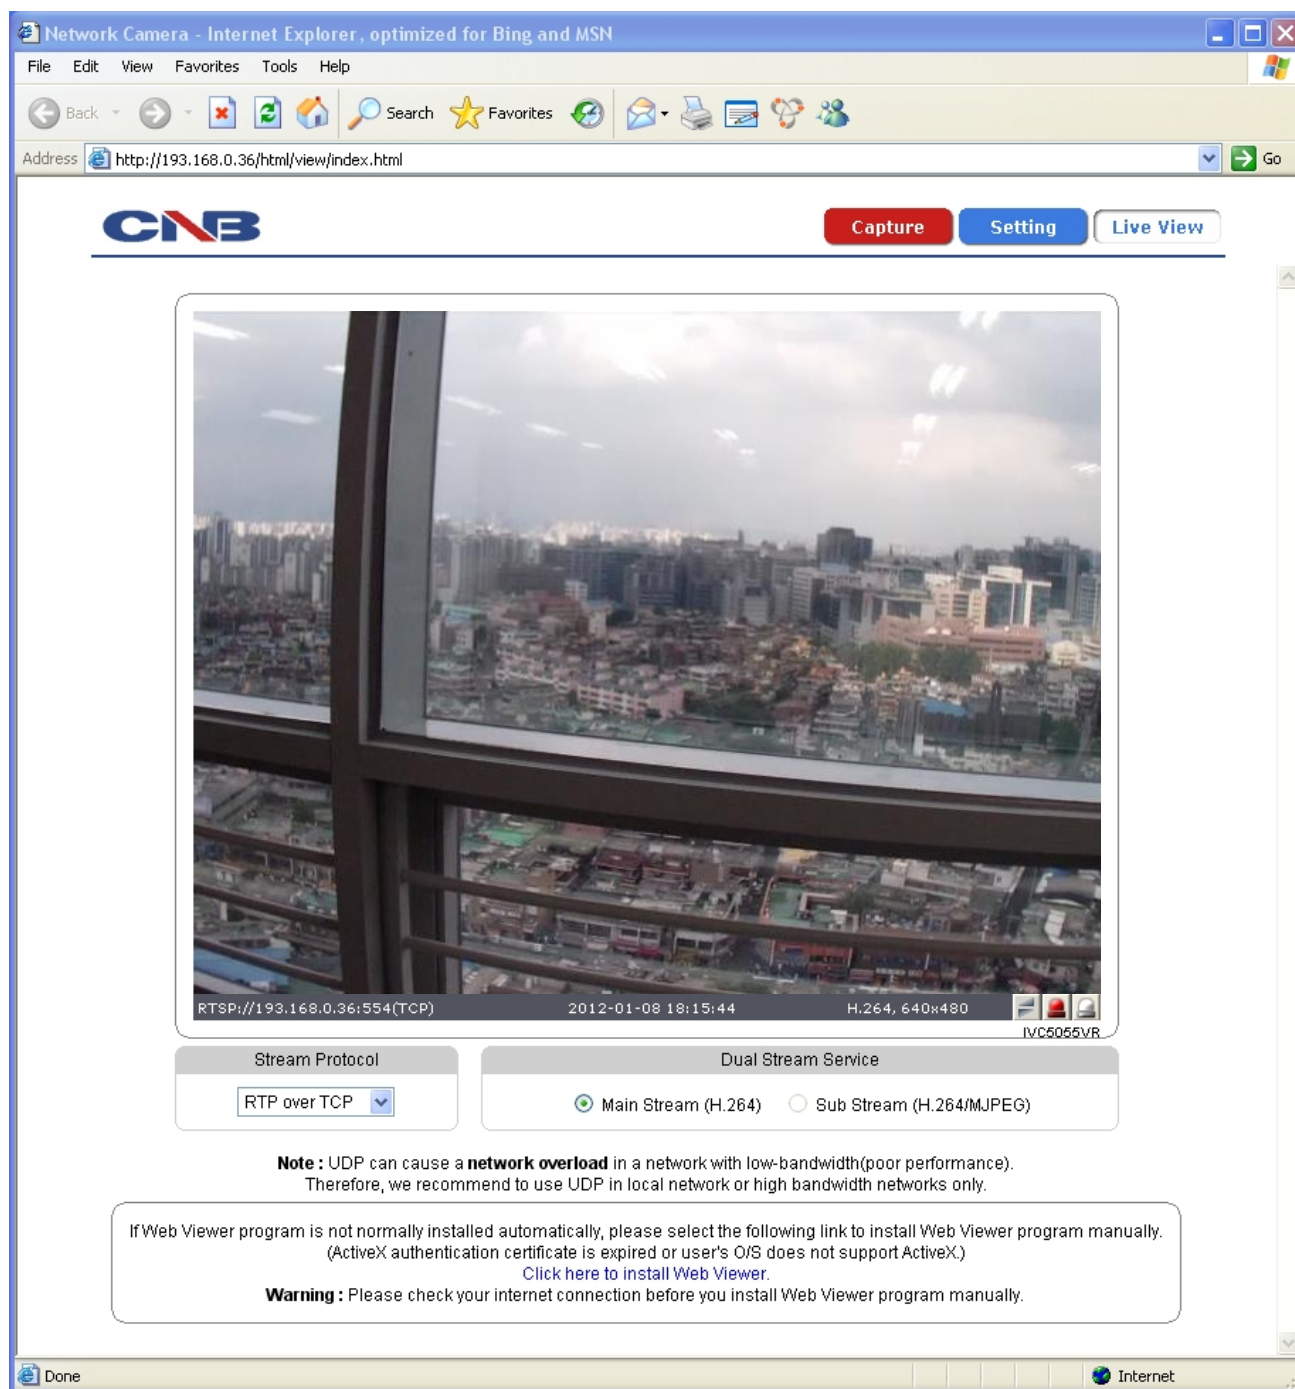 Network Camera - Internet Explorer, optimized for Bing and MSN
File Edit View Favorites Tools Help
Back Search Favorites
Address http://193.168.0.36/html/view/index.html Go
CNB Capture Setting Live View
RTSP://193.168.0.36:554(TCP) 2012-01-08 18:15:44 H.264, 640x480
IVC5055VR
Stream Protocol Dual Stream Service
RTP over TCP Main Stream (H.264) Sub Stream (H.264/MJPEG)
Note : UDP can cause a network overload in a network with low-bandwidth(poor performance).
Therefore, we recommend to use UDP in local network or high bandwidth networks only.
If Web Viewer program is not normally installed automatically, please select the following link to install Web Viewer program manually.
(ActiveX authentication certificate is expired or user's O/S does not support ActiveX.)
Click here to install Web Viewer.
Warning : Please check your internet connection before you install Web Viewer program manually.
Done Internet